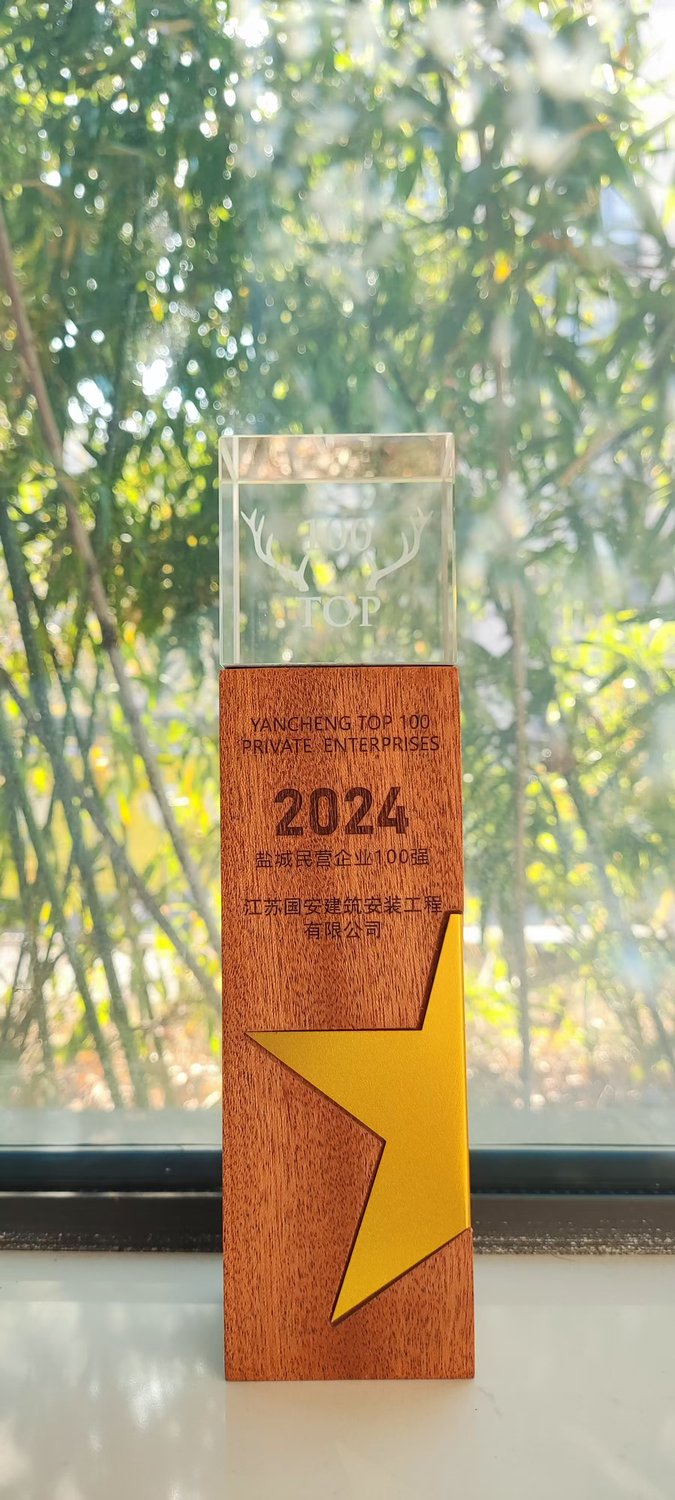 100
TOP
YANCHENG TOP 100
PRIVATE ENTERPRISES
2024
盐城民营企业100强
江苏国安建筑安装工程
有限公司